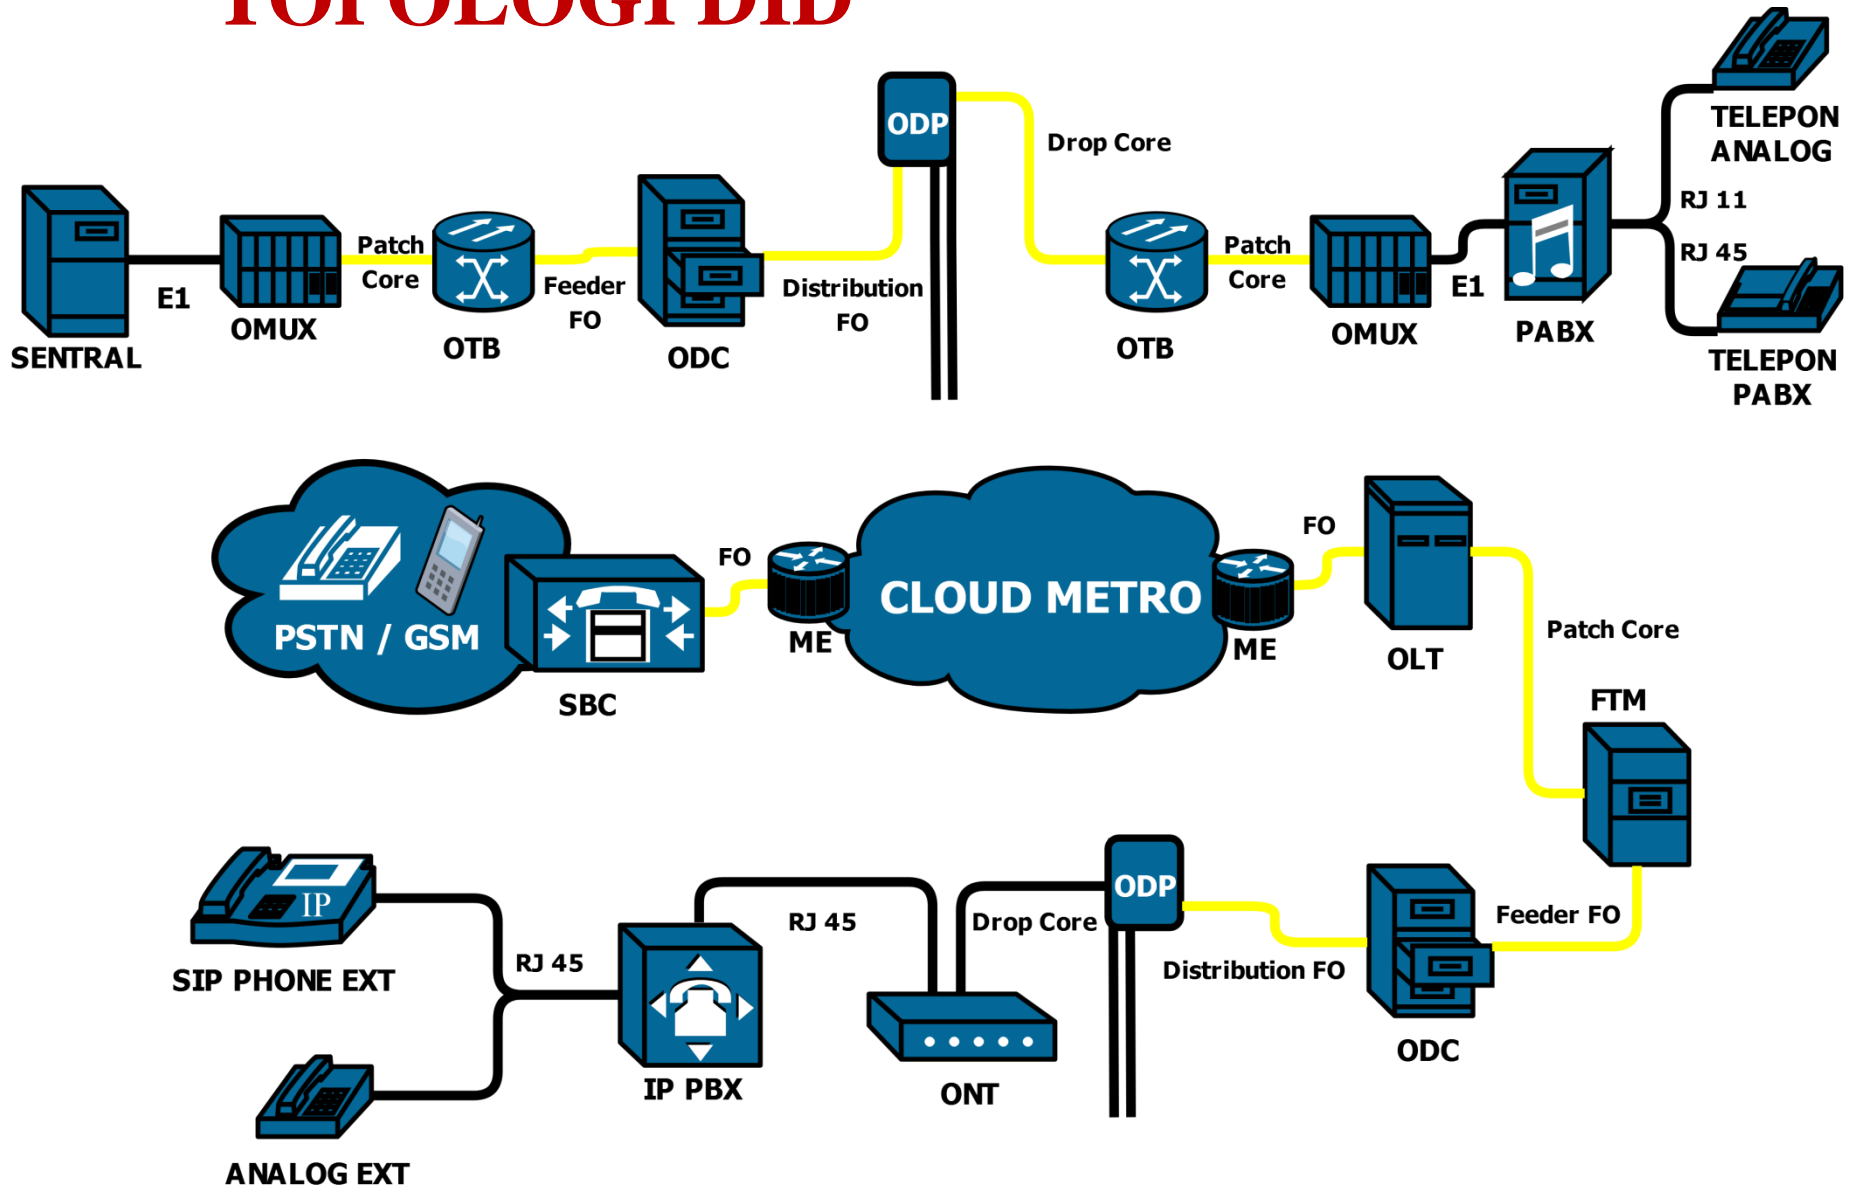 TOPOLOGI DID
ODP
Drop Core
TELEPON
ANALOG
RJ 11
RJ 45
Patch
Core
Feeder
FO
Distribution
FO
Patch
Core
E1
E1
SENTRAL
OMUX
OTB
ODC
OTB
OMUX
PABX
TELEPON
PABX
PSTN / GSM
SBC
FO
ME
CLOUD METRO
ME
FO
OLT
Patch Core
FTM
IP
SIP PHONE EXT
RJ 45
ANALOG EXT
IP PBX
RJ 45
ONT
Drop Core
ODP
Distribution FO
Feeder FO
ODC